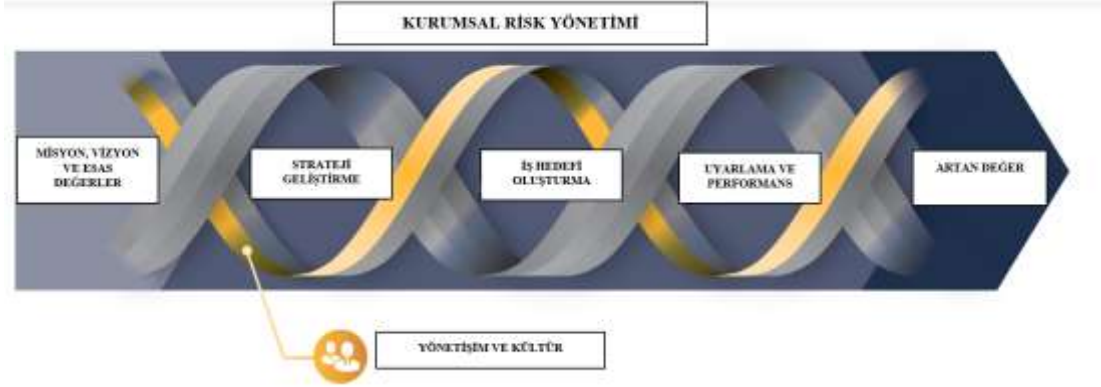 KURUMSAL RİSK YÖNETİMİ
MİSYON, VİZYON
VE ESAS
DEĞERLER
STRATEJİ
GELİŞTİRME
İŞ HEDEFİ
OLUŞTURMA
UYARLAMA VE
PERFORMANS
ARTAN DEĞER
YÖNETİŞİM VE KÜLTÜR